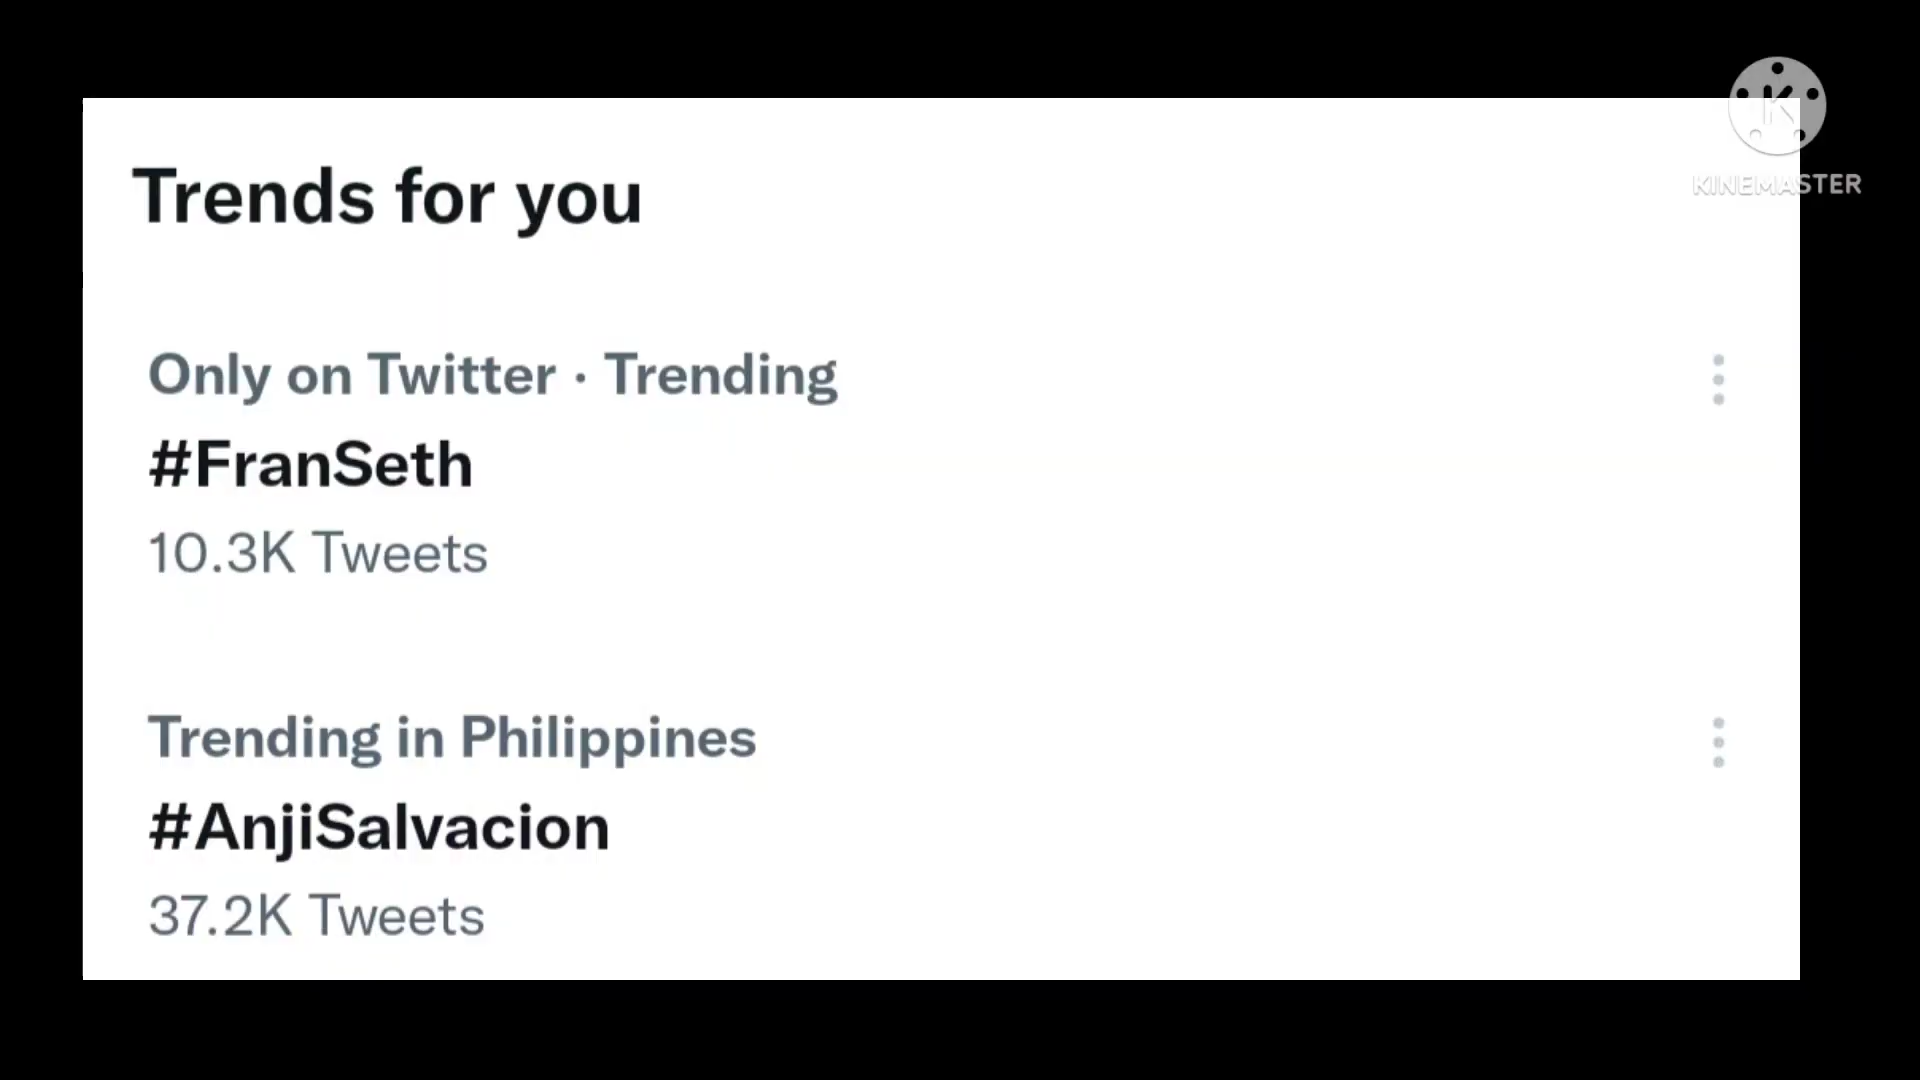 Trends for you
KINEMASTER
Only on Twitter · Trending
#FranSeth
10.3K Tweets
Trending in Philippines
#AnjiSalvacion
37.2K Tweets